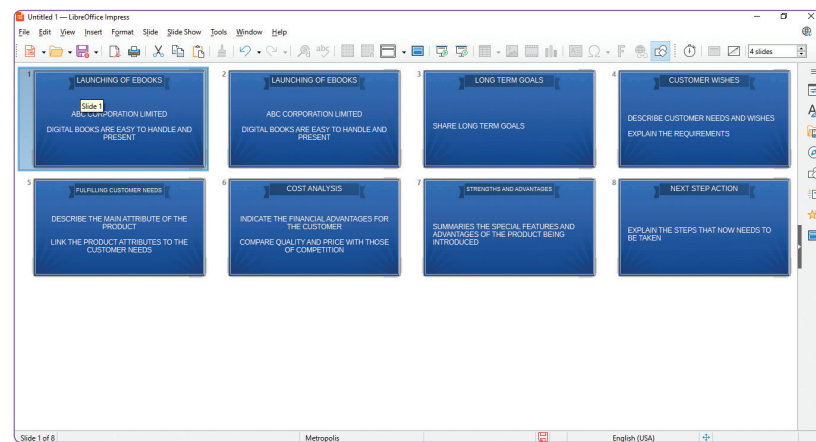 Untitled 1 — LibreOffice Impress
File Edit View Insert Format Slide Slide Show Tools Window Help
4 slides
1
LAUNCHING OF EBOOKS
Slide 1
ABC CORPORATION LIMITED
DIGITAL BOOKS ARE EASY TO HANDLE AND
PRESENT
2
LAUNCHING OF EBOOKS
ABC CORPORATION LIMITED
DIGITAL BOOKS ARE EASY TO HANDLE AND
PRESENT
3
LONG TERM GOALS
SHARE LONG TERM GOALS
4
CUSTOMER WISHES
DESCRIBE CUSTOMER NEEDS AND WISHES
EXPLAIN THE REQUIREMENTS
5
FULFILLING CUSTOMER NEEDS
DESCRIBE THE MAIN ATTRIBUTE OF THE
PRODUCT
LINK THE PRODUCT ATTRIBUTES TO THE
CUSTOMER NEEDS
6
COST ANALYSIS
INDICATE THE FINANCIAL ADVANTAGES FOR
THE CUSTOMER
COMPARE QUALITY AND PRICE WITH THOSE
OF COMPETITION
7
STRENGTHS AND ADVANTAGES
SUMMARIES THE SPECIAL FEATURES AND
ADVANTAGES OF THE PRODUCT BEING
INTRODUCED
8
NEXT STEP ACTION
EXPLAIN THE STEPS THAT NOW NEEDS TO
BE TAKEN
Slide 1 of 8 Metropolis English (USA)